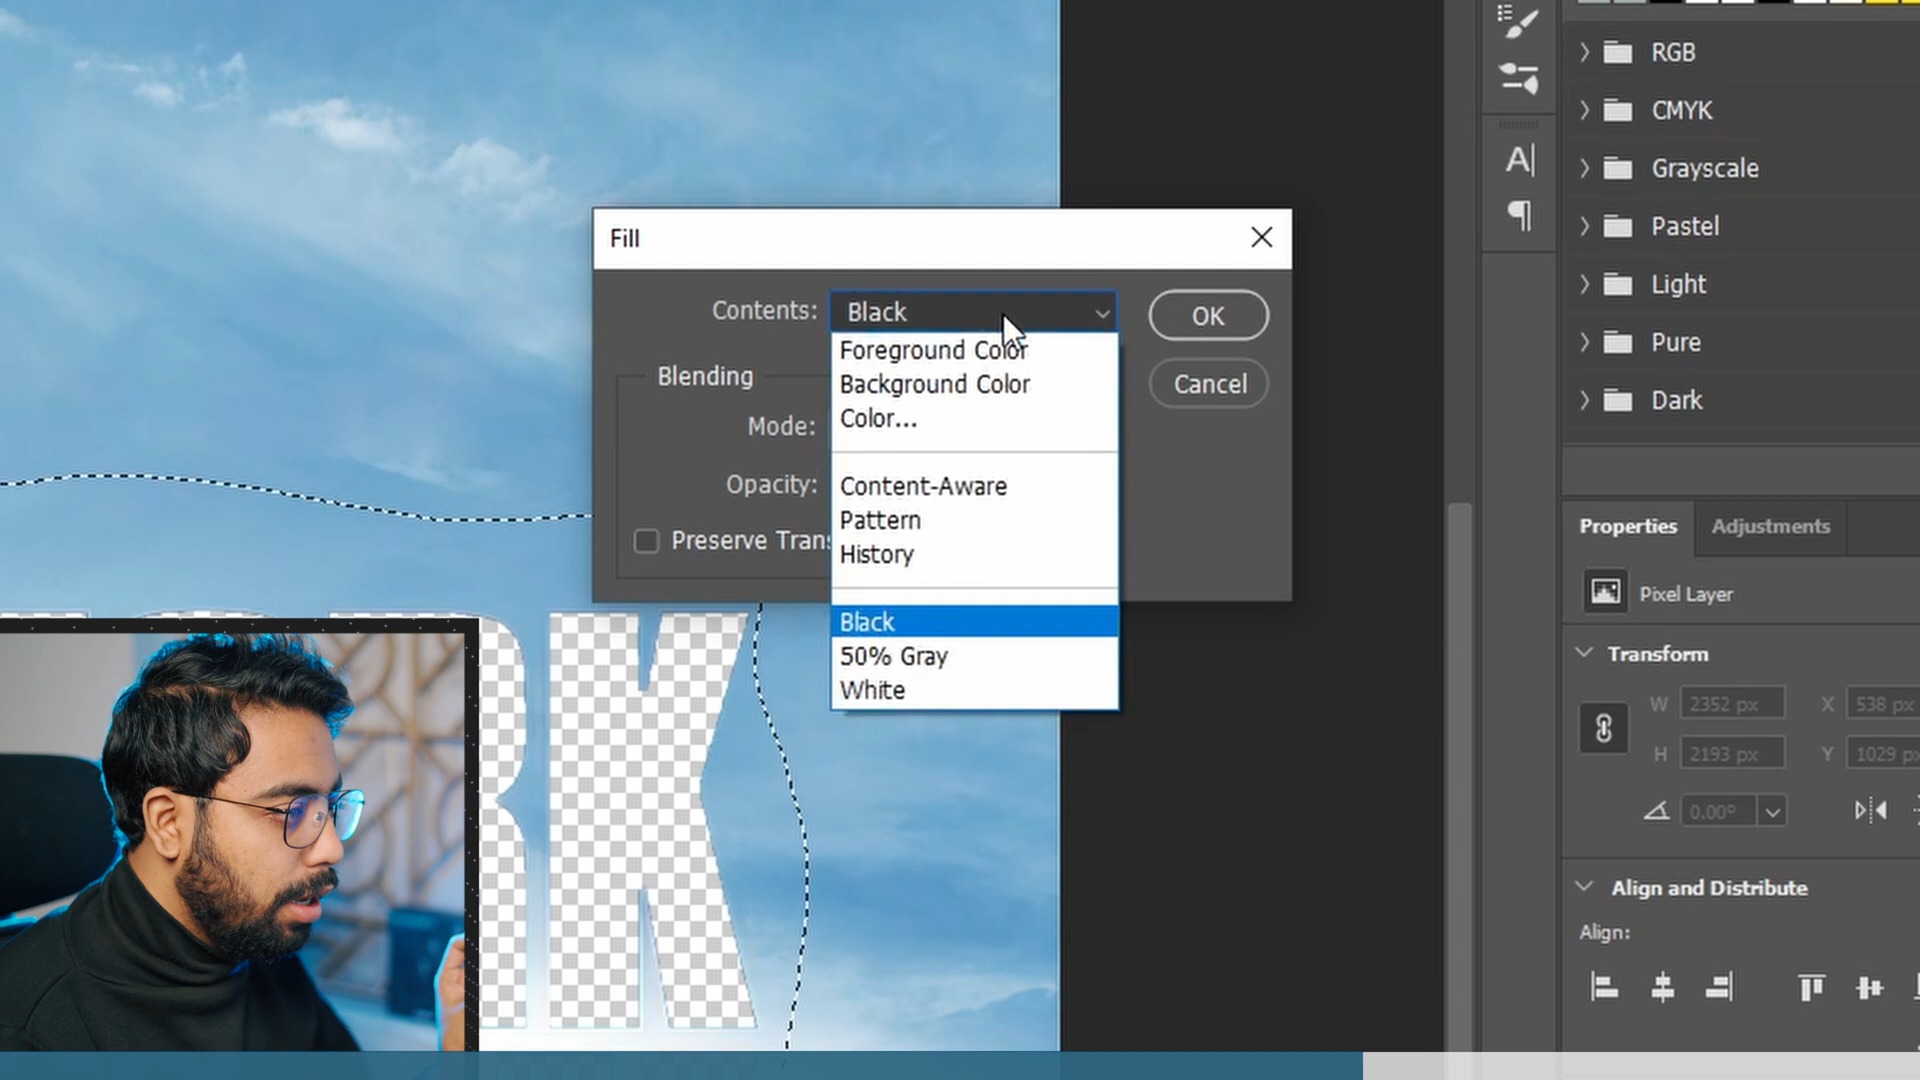 RGB
CMYK
Grayscale
Pastel
Light
Pure
Dark
Fill
Contents:
Black
OK
Cancel
Foreground Color
Background Color
Color...
Blending
Mode:
Opacity:
Content-Aware
Pattern
History
Preserve Trans
Black
50% Gray
White
RK
Properties
Adjustments
Pixel Layer
Transform
W 2352 px X 538 px
H 2193 px Y 1029 px
0.00°
Align and Distribute
Align: